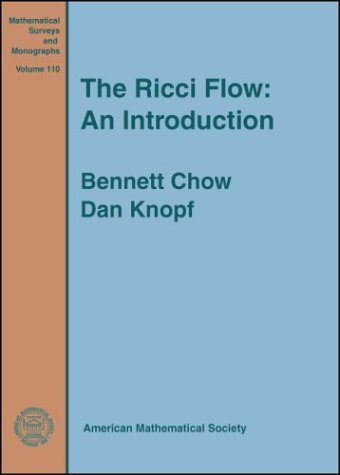 Mathematical
Surveys
and
Monographs
Volume 110
The Ricci Flow:
An Introduction
Bennett Chow
Dan Knopf
American Mathematical Society